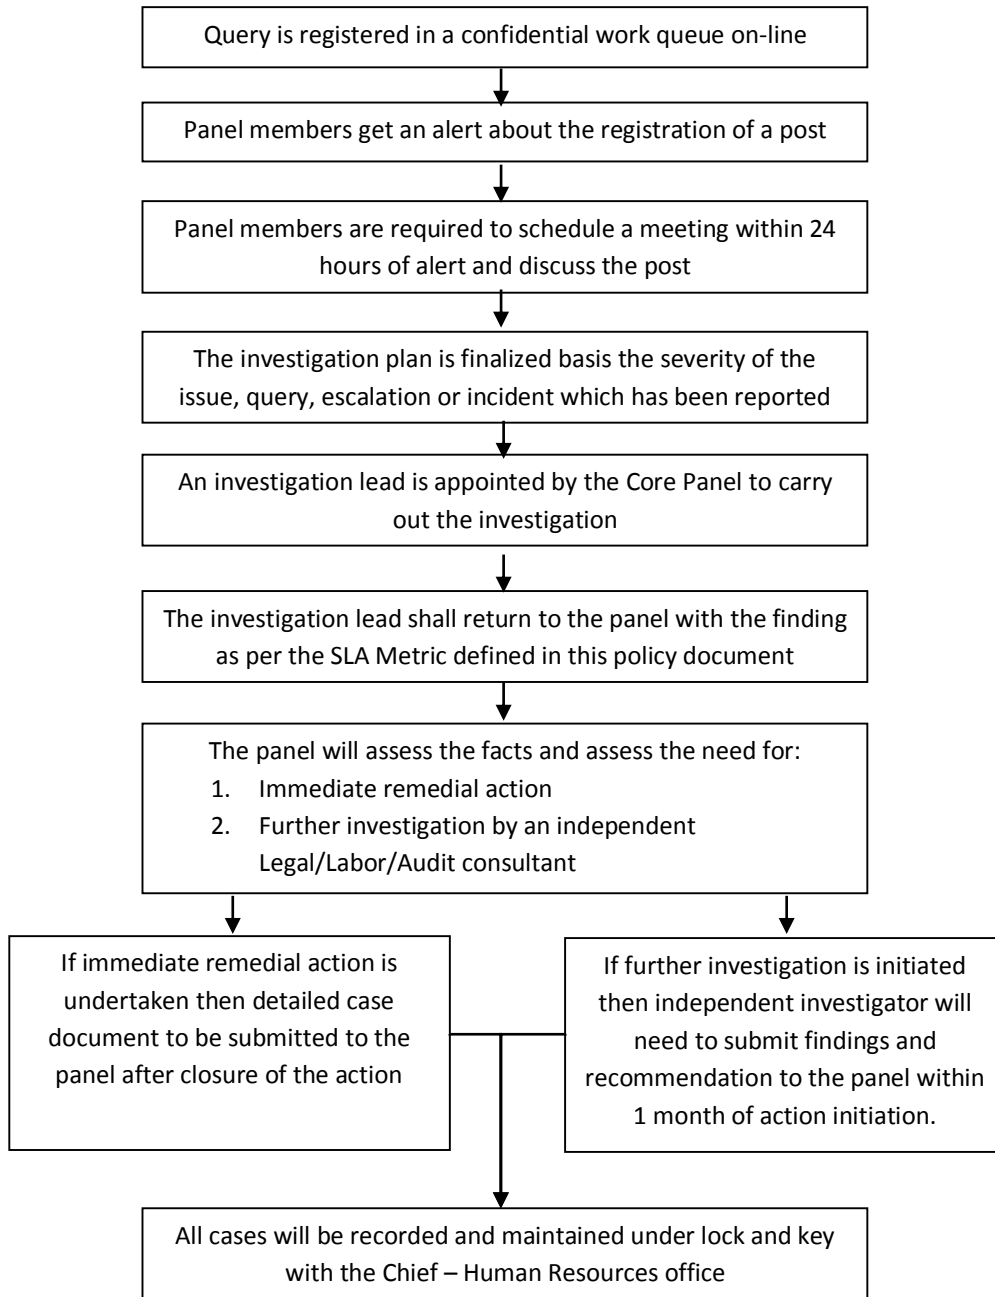 Query is registered in a confidential work queue on-line
Panel members get an alert about the registration of a post
Panel members are required to schedule a meeting within 24
hours of alert and discuss the post
The investigation plan is finalized basis the severity of the
issue, query, escalation or incident which has been reported
An investigation lead is appointed by the Core Panel to carry
out the investigation
The investigation lead shall return to the panel with the finding
as per the SLA Metric defined in this policy document
The panel will assess the facts and assess the need for:
1. Immediate remedial action
2. Further investigation by an independent
Legal/Labor/Audit consultant
If immediate remedial action is
undertaken then detailed case
document to be submitted to the
panel after closure of the action
If further investigation is initiated
then independent investigator will
need to submit findings and
recommendation to the panel within
1 month of action initiation.
All cases will be recorded and maintained under lock and key
with the Chief – Human Resources office